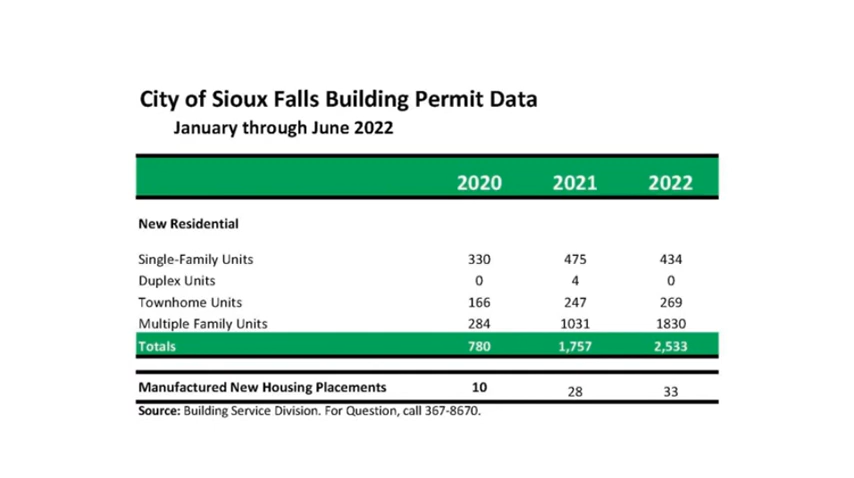 City of Sioux Falls Building Permit Data
January through June 2022
2020 2021 2022
New Residential
Single-Family Units 330 475 434
Duplex Units 0 4 0
Townhome Units 166 247 269
Multiple Family Units 284 1031 1830
Totals 780 1,757 2,533
Manufactured New Housing Placements 10 28 33
Source: Building Service Division. For Question, call 367-8670.